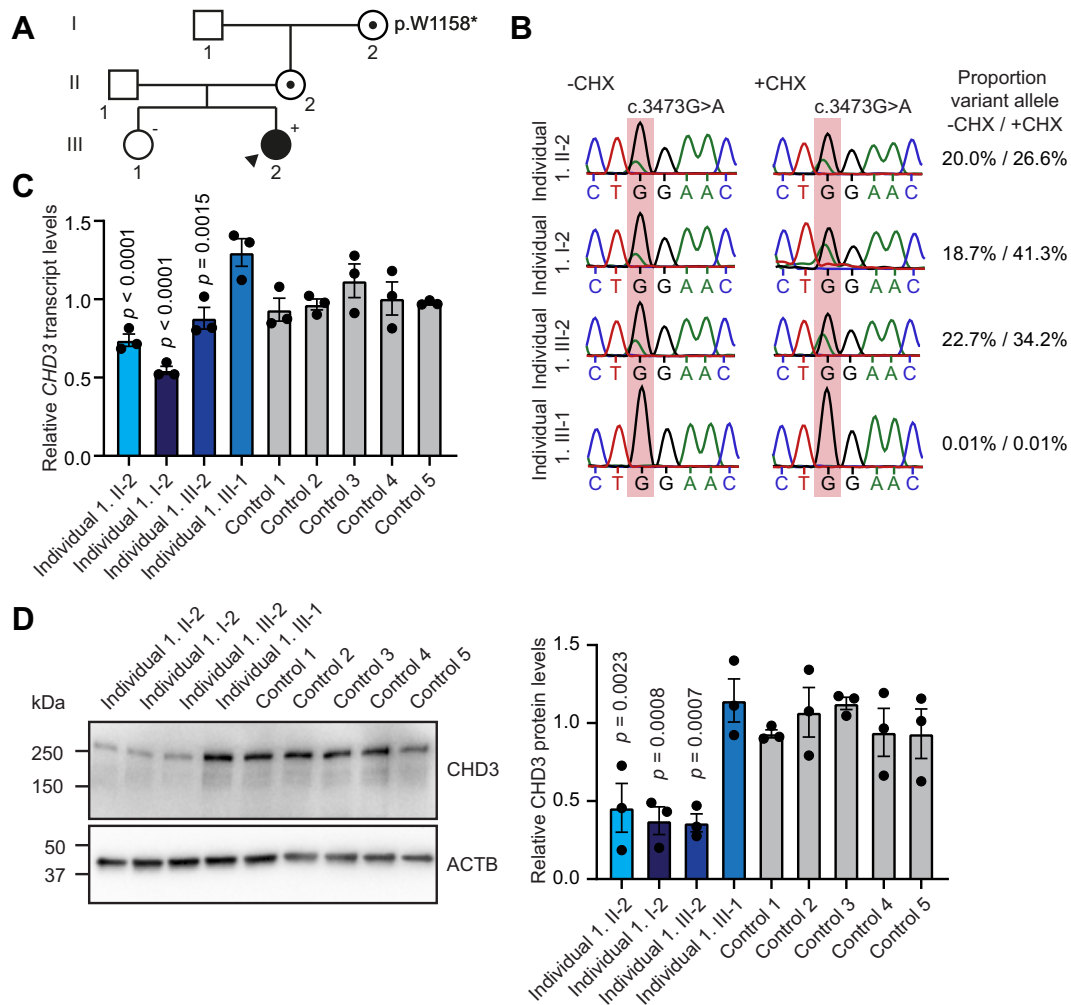 A
I
1
2
p.W1158*
II
1
2
III
-
+
1
2
B
-CHX
+CHX
Proportion
variant allele
-CHX / +CHX
c.3473G>A
c.3473G>A
Individual
1. II-2
C T G G A A C
C T G G A A C
20.0% / 26.6%
Individual
1. I-2
C T G G A A C
C T G G A A C
18.7% / 41.3%
Individual
1. III-2
C T G G A A C
C T G G A A C
22.7% / 34.2%
Individual
1. III-1
C T G G A A C
C T G G A A C
0.01% / 0.01%
C
Relative CHD3 transcript levels
1.5
1.0
0.5
0.0
p < 0.0001
p < 0.0001
p = 0.0015
Individual 1. II-2
Individual 1. I-2
Individual 1. III-2
Individual 1. III-1
Control 1
Control 2
Control 3
Control 4
Control 5
D
Individual 1. II-2
Individual 1. I-2
Individual 1. III-2
Individual 1. III-1
Control 1
Control 2
Control 3
Control 4
Control 5
kDa
250
150
CHD3
50
37
ACTB
Relative CHD3 protein levels
1.5
1.0
0.5
0.0
p = 0.0023
p = 0.0008
p = 0.0007
Individual 1. II-2
Individual 1. I-2
Individual 1. III-2
Individual 1. III-1
Control 1
Control 2
Control 3
Control 4
Control 5